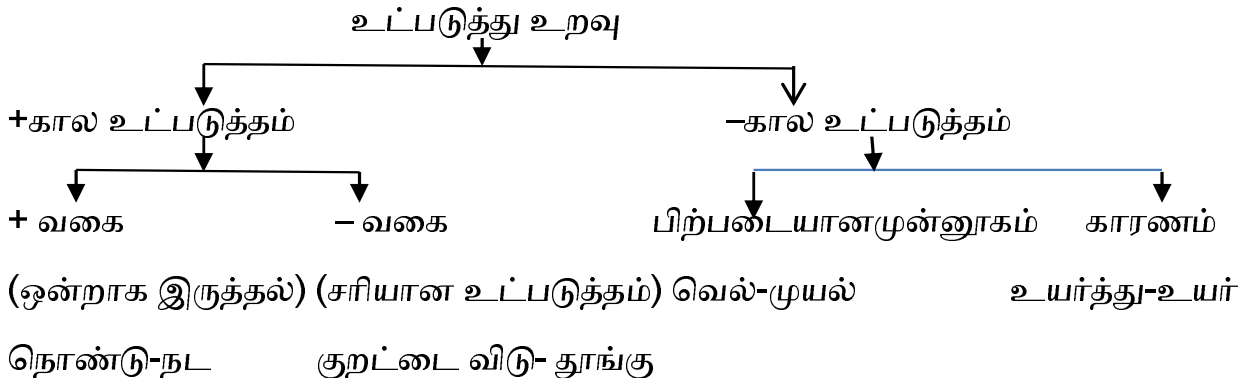 உட்படுத்து உறவு
+கால உட்படுத்தம் –கால உட்படுத்தம்
+ வகை – வகை பிற்படையானமுன்னூகம் காரணம்
(ஒன்றாக இருத்தல்) (சரியான உட்படுத்தம்) வெல்-முயல் உயர்த்து-உயர்
நொண்டு-நட குறட்டை விடு- தூங்கு